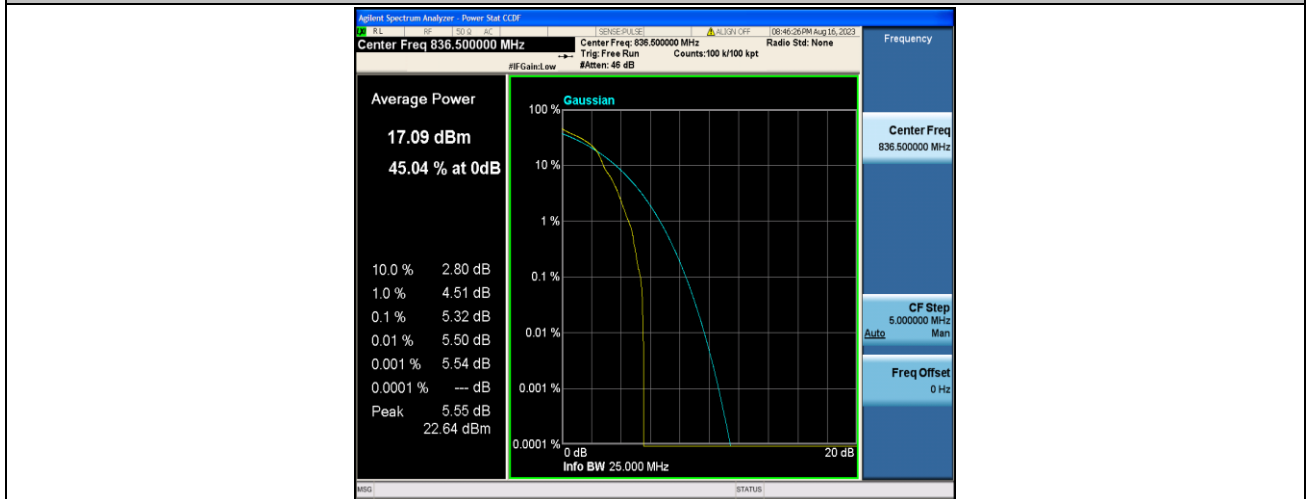 Agilent Spectrum Analyzer - Power Stat CCDF
RL RF 50 Ω AC SENSE:PULSE ALIGN OFF 08:46:26 PM Aug 16, 2023
Center Freq 836.500000 MHz
Center Freq: 836.500000 MHz Radio Std: None
Trig: Free Run Counts:100 k/100 kpt
#IFGain:Low #Atten: 46 dB
Frequency
Average Power
17.09 dBm
45.04 % at 0dB
10.0 % 2.80 dB
1.0 % 4.51 dB
0.1 % 5.32 dB
0.01 % 5.50 dB
0.001 % 5.54 dB
0.0001 % --- dB
Peak 5.55 dB
22.64 dBm
Gaussian
100 %
10 %
1 %
0.1 %
0.01 %
0.001 %
0.0001 %
0 dB 20 dB
Info BW 25.000 MHz
Center Freq
836.500000 MHz
CF Step
5.000000 MHz
Auto Man
Freq Offset
0 Hz
MSG STATUS